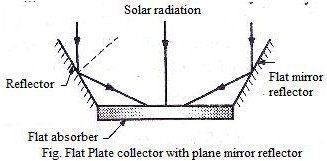 Solar radiation
Reflector
Flat mirror
reflector
Flat absorber
Fig. Flat Plate collector with plane mirror reflector